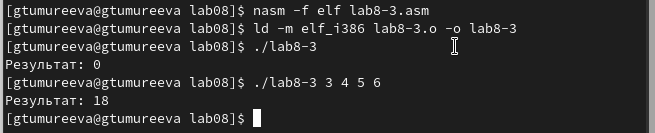 [gtumureeva@gtumureeva lab08]$ nasm -f elf lab8-3.asm
[gtumureeva@gtumureeva lab08]$ ld -m elf_i386 lab8-3.o -o lab8-3
[gtumureeva@gtumureeva lab08]$ ./lab8-3
Результат: 0
[gtumureeva@gtumureeva lab08]$ ./lab8-3 3 4 5 6
Результат: 18
[gtumureeva@gtumureeva lab08]$